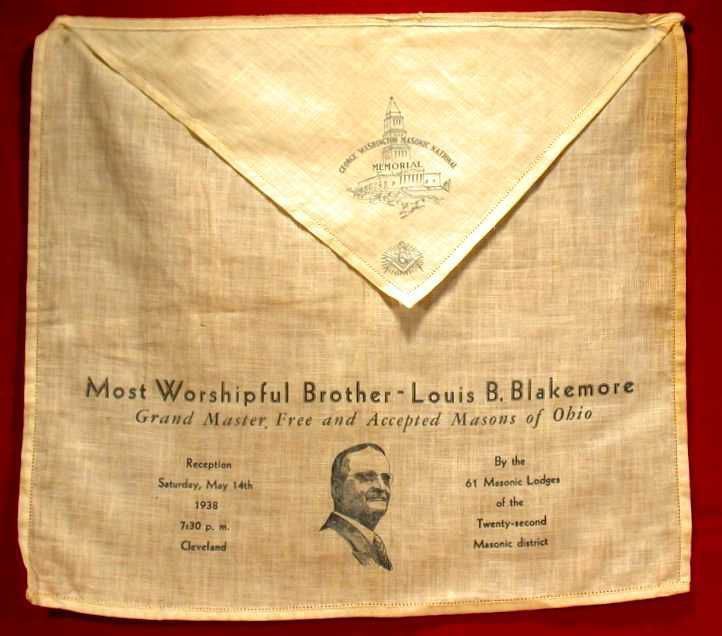 GEORGE WASHINGTON MASONIC NATIONAL
MEMORIAL
G
Most Worshipful Brother - Louis B. Blakemore
Grand Master, Free and Accepted Masons of Ohio
Reception
Saturday, May 14th
1938
7:30 p. m.
Cleveland
By the
61 Masonic Lodges
of the
Twenty-second
Masonic district